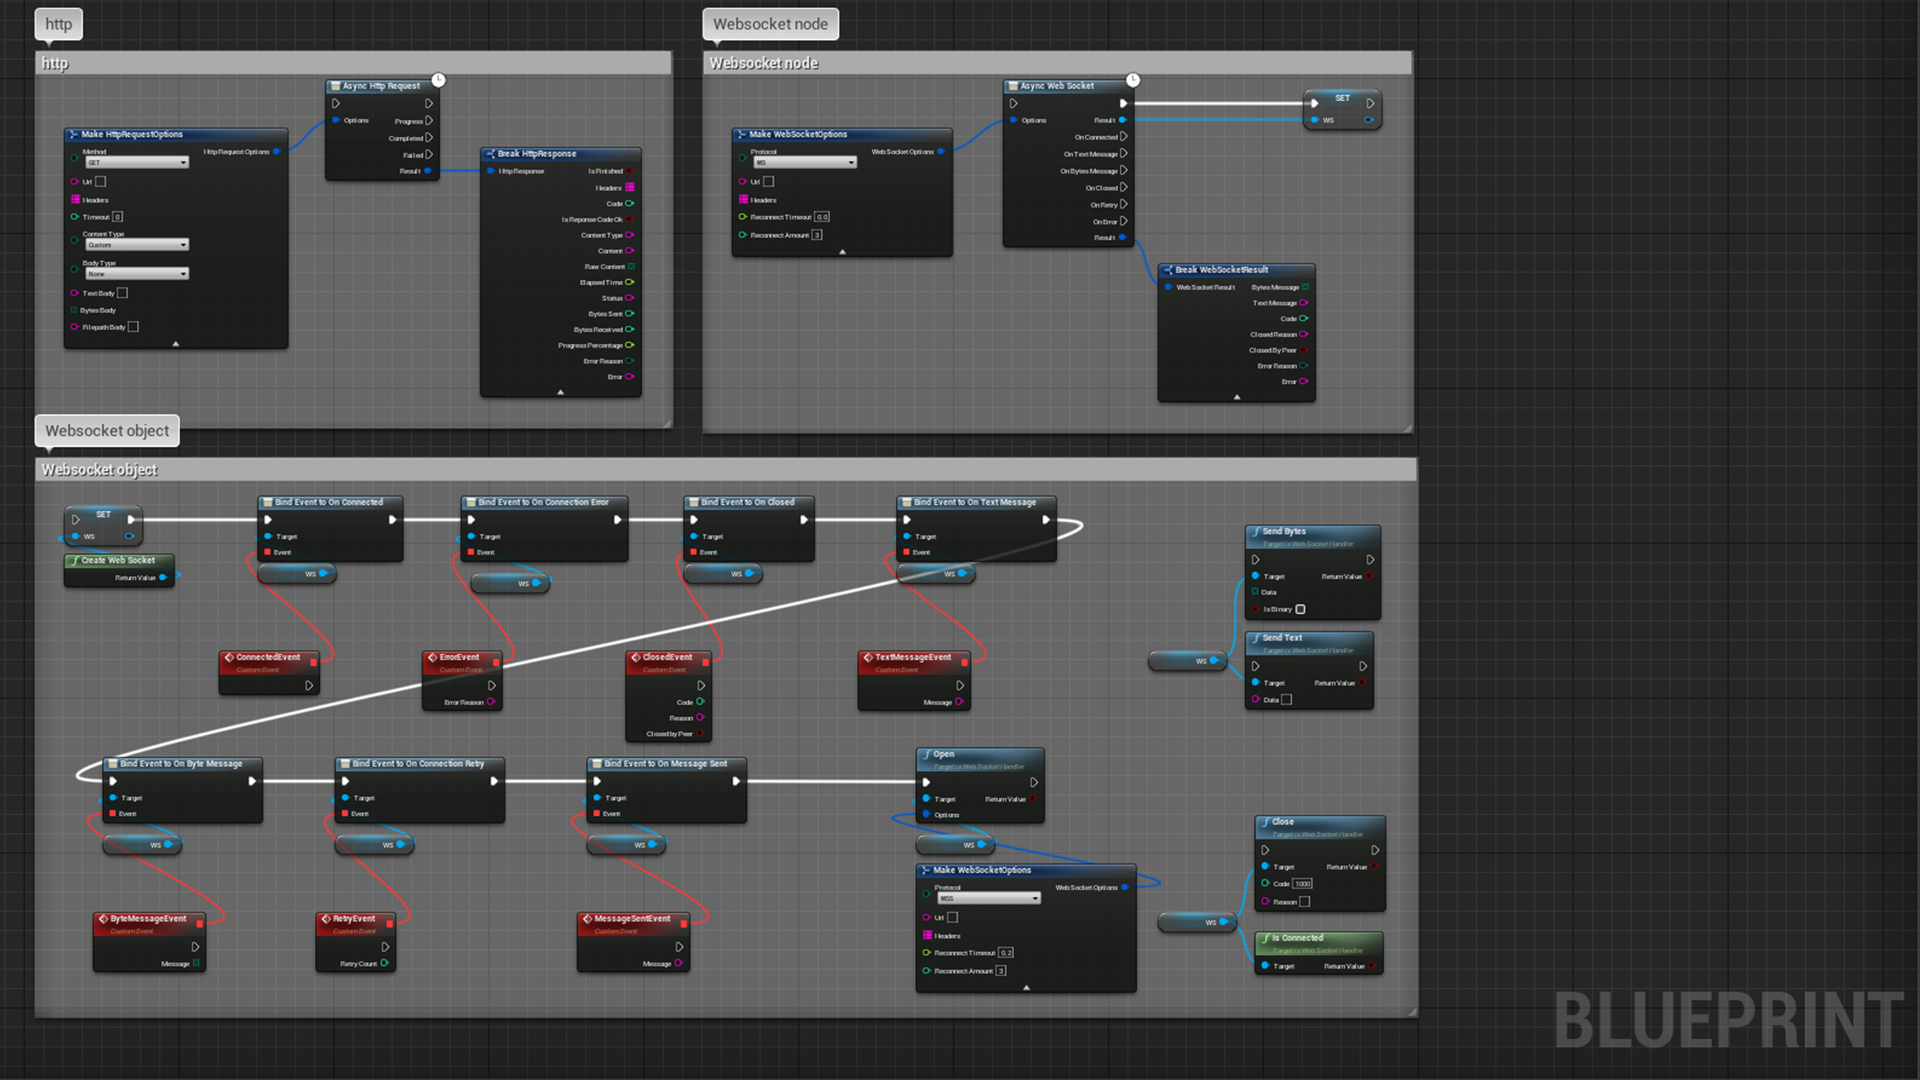 http
http
Async Http Request
Options
Progress
Completed
Failed
Result
Make HttpRequestOptions
Method
GET
Http Request Options
Url
Headers
Timeout 0
Content Type
Custom
Body Type
None
Text Body
Bytes Body
Filepath Body
Break HttpResponse
Http Response
Is Finished
Headers
Code
Is Reponse Code Ok
Content Type
Content
Raw Content
Elapsed Time
Status
Bytes Sent
Bytes Received
Progress Percentage
Error Reason
Error
Websocket node
Websocket node
Make WebSocketOptions
Protocol
WS
Web Socket Options
Url
Headers
Reconnect Timeout 0.0
Reconnect Amount 3
Async Web Socket
Options
Result
On Connected
On Text Message
On Bytes Message
On Closed
On Retry
On Error
Result
SET
WS
Break WebSocketResult
Web Socket Result
Bytes Message
Text Message
Code
Closed Reason
Closed By Peer
Error Reason
Error
Websocket object
Websocket object
SET
WS
Create Web Socket
Return Value
Bind Event to On Connected
Target
Event
WS
Bind Event to On Connection Error
Target
Event
WS
Bind Event to On Closed
Target
Event
WS
Bind Event to On Text Message
Target
Event
WS
ConnectedEvent
Custom Event
ErrorEvent
Custom Event
Error Reason
ClosedEvent
Custom Event
Code
Reason
Closed by Peer
TextMessageEvent
Custom Event
Message
WS
Send Bytes
Target is Web Socket Handler
Target
Return Value
Data
Is Binary
Send Text
Target is Web Socket Handler
Target
Return Value
Data
Bind Event to On Byte Message
Target
Event
WS
Bind Event to On Connection Retry
Target
Event
WS
Bind Event to On Message Sent
Target
Event
WS
Open
Target is Web Socket Handler
Target
Return Value
Options
WS
Make WebSocketOptions
Protocol
WSS
Web Socket Options
Url
Headers
Reconnect Timeout 0.2
Reconnect Amount 3
ByteMessageEvent
Custom Event
Message
RetryEvent
Custom Event
Retry Count
MessageSentEvent
Custom Event
Message
WS
Close
Target is Web Socket Handler
Target
Return Value
Code 1000
Reason
Is Connected
Target is Web Socket Handler
Target
Return Value
BLUEPRINT